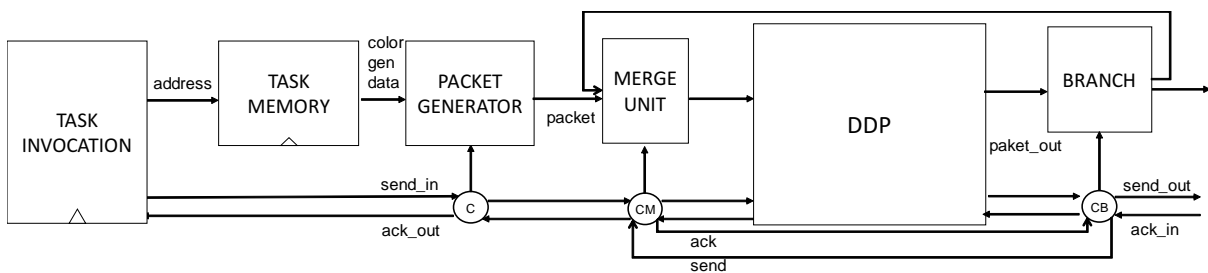 TASK
INVOCATION
address
TASK
MEMORY
color
gen
data
PACKET
GENERATOR
packet
MERGE
UNIT
DDP
paket_out
BRANCH
send_in
ack_out
C
CM
ack
send
CB
send_out
ack_in